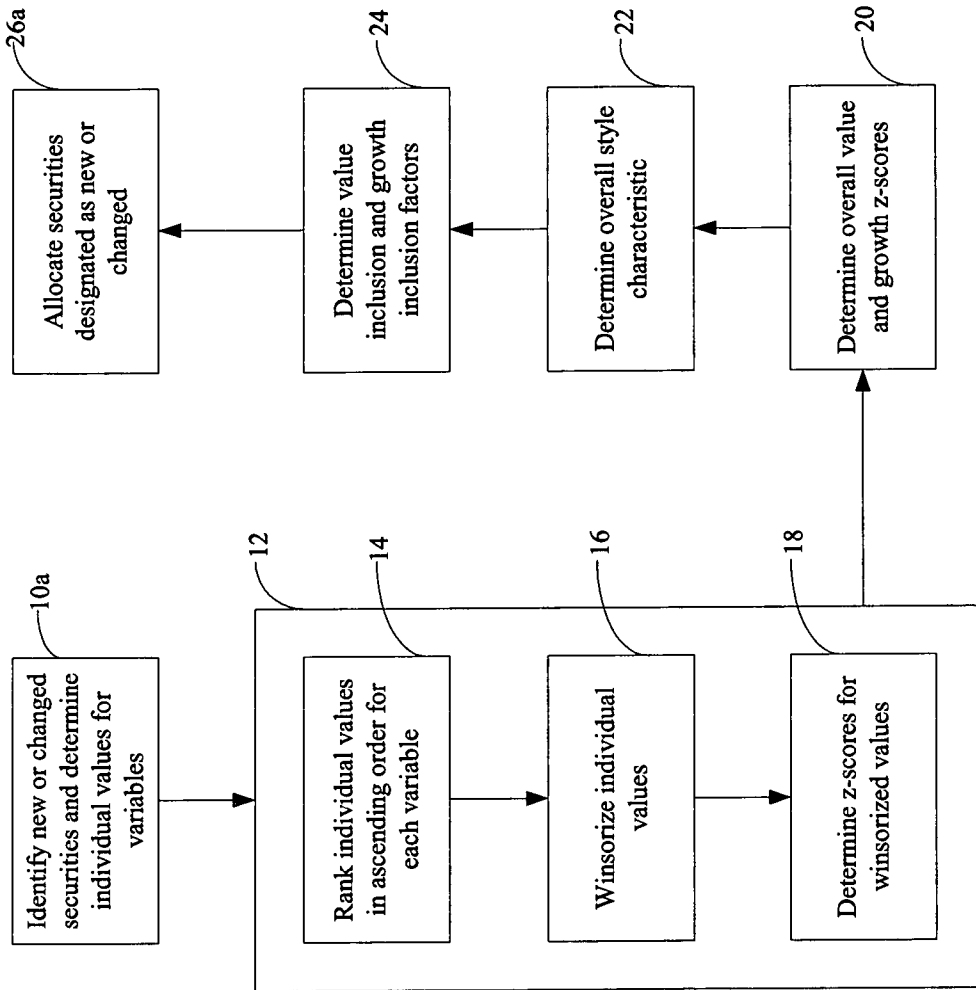 10a
Identify new or changed
securities and determine
individual values for
variables
12
14
Rank individual values
in ascending order for
each variable
16
Winsorize individual
values
18
Determine z-scores for
winsorized values
20
Determine overall value
and growth z-scores
22
Determine overall style
characteristic
24
Determine value
inclusion and growth
inclusion factors
26a
Allocate securities
designated as new or
changed